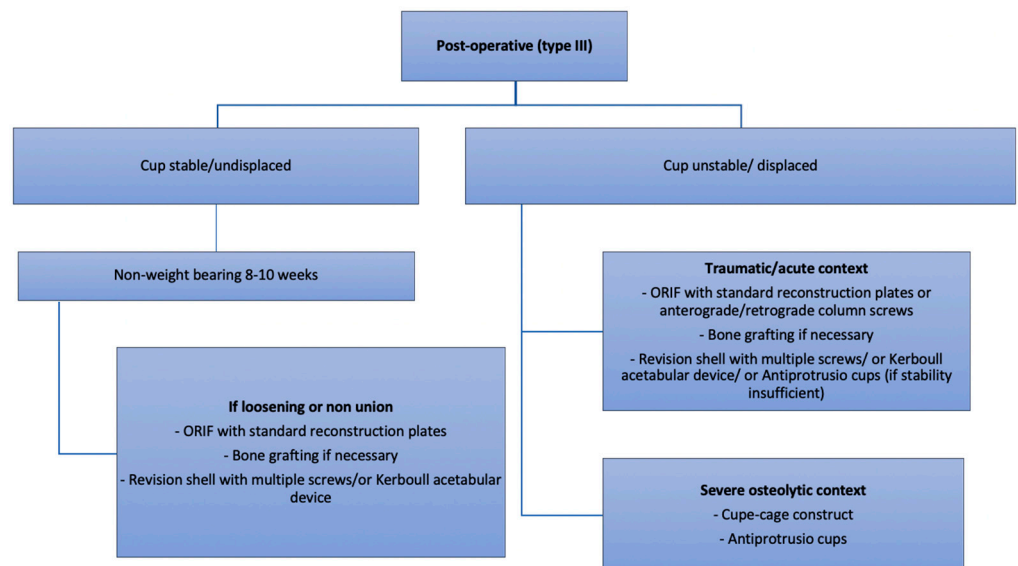 Post-operative (type III)
Cup stable/undisplaced
Cup unstable/ displaced
Non-weight bearing 8-10 weeks
If loosening or non union
- ORIF with standard reconstruction plates
- Bone grafting if necessary
- Revision shell with multiple screws/or Kerboull acetabular
device
Traumatic/acute context
- ORIF with standard reconstruction plates or
anterograde/retrograde column screws
- Bone grafting if necessary
- Revision shell with multiple screws/ or Kerboull
acetabular device/ or Antiprotrusio cups (if stability
insufficient)
Severe osteolytic context
- Cupe-cage construct
- Antiprotrusio cups